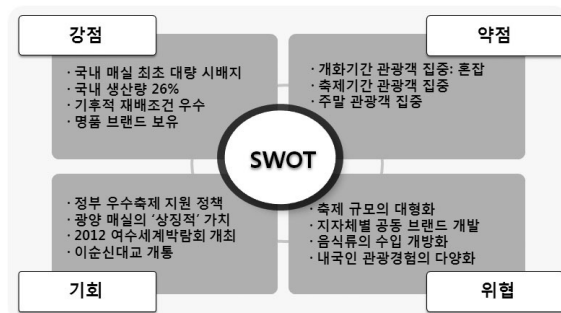 강점
· 국내 매실 최초 대량 시배지
· 국내 생산량 26%
· 기후적 재배조건 우수
· 명품 브랜드 보유
약점
· 개화기간 관광객 집중: 혼잡
· 축제기간 관광객 집중
· 주말 관광객 집중
SWOT
· 정부 우수축제 지원 정책
· 광양 매실의 ‘상징적’ 가치
· 2012 여수세계박람회 개최
· 이순신대교 개통
기회
· 축제 규모의 대형화
· 지자체별 공동 브랜드 개발
· 음식류의 수입 개방화
· 내국인 관광경험의 다양화
위협